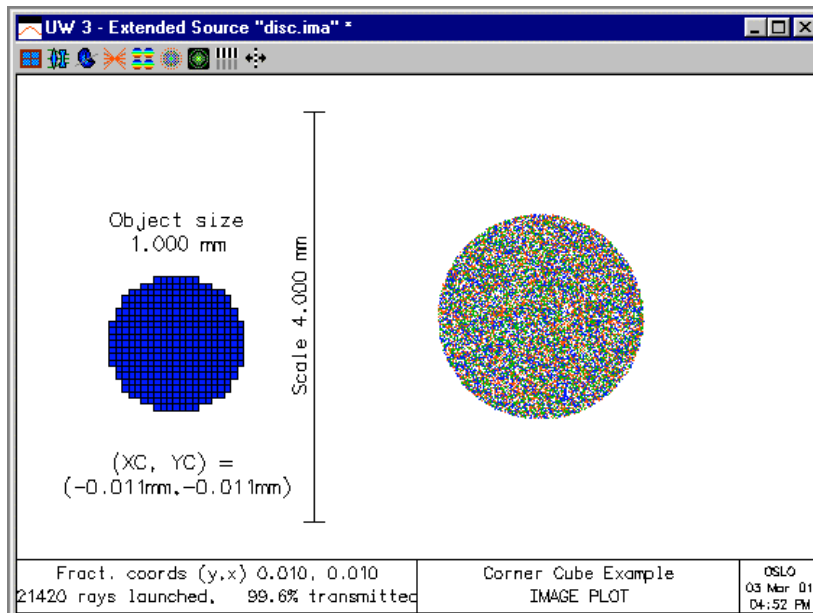 UW 3 - Extended Source "disc.ima" *
Object size
1.000 mm
Scale 4.000 mm
(XC, YC) =
(-0.011mm,-0.011mm)
Fract. coords (y,x) 0.010, 0.010
21420 rays launched, 99.6% transmitted
Corner Cube Example
IMAGE PLOT
OSLO
03 Mar 01
04:52 PM